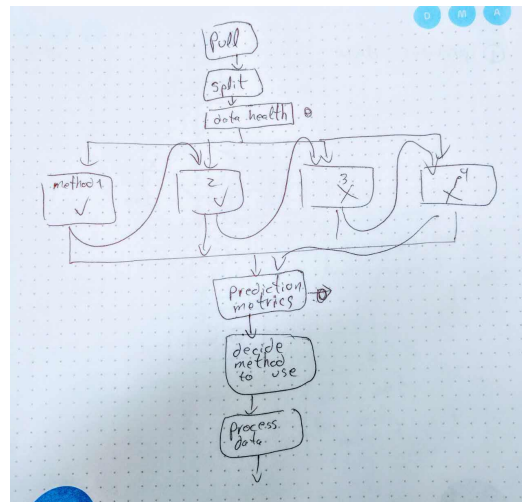 D M A
Pull
Split
data health
method 1
2
3
4
prediction
metrics
decide
method
to use
Process
data